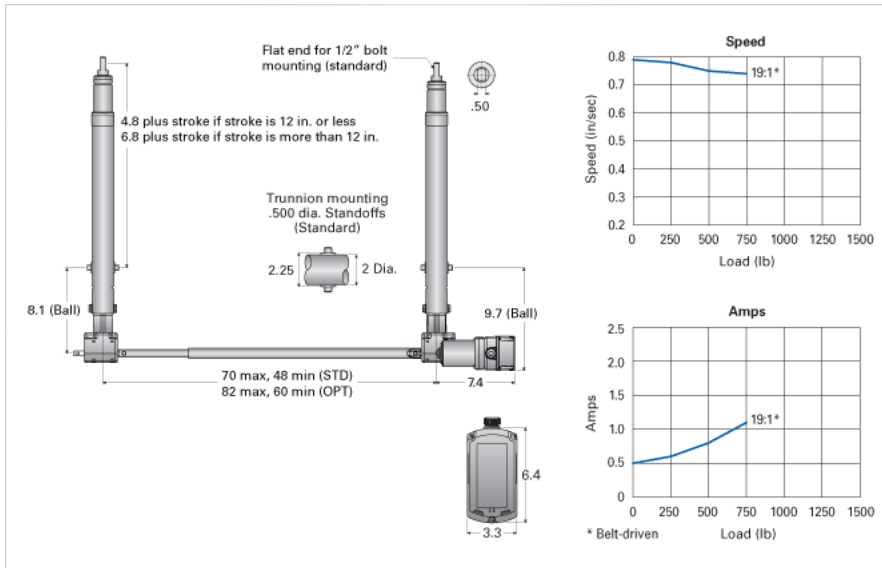 Flat end for 1/2" bolt
mounting (standard)
.50
4.8 plus stroke if stroke is 12 in. or less
6.8 plus stroke if stroke is more than 12 in.
Trunnion mounting
.500 dia. Standoffs
(Standard)
2.25
2 Dia.
8.1 (Ball)
9.7 (Ball)
70 max, 48 min (STD)
82 max, 60 min (OPT)
7.4
6.4
3.3
Speed
Speed (in/sec)
0.8
0.7
0.6
0.5
0.4
0.3
0.2
19:1*
0 250 500 750 1000 1250 1500
Load (lb)
Amps
Amps
2.5
2.0
1.5
1.0
0.5
0
19:1*
0 250 500 750 1000 1250 1500
* Belt-driven
Load (lb)